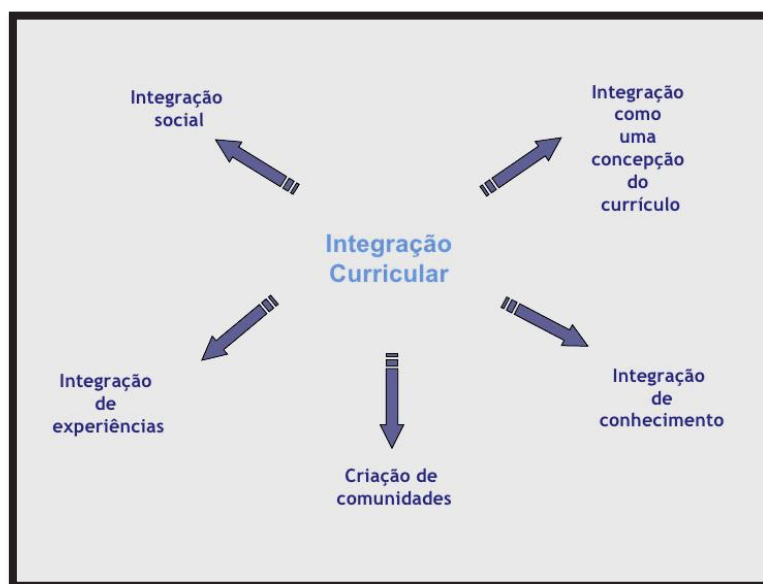 Integração
social
Integração
como
uma
concepção
do
currículo
Integração
Curricular
Integração
de
experiências
Integração
de
conhecimento
Criação de
comunidades